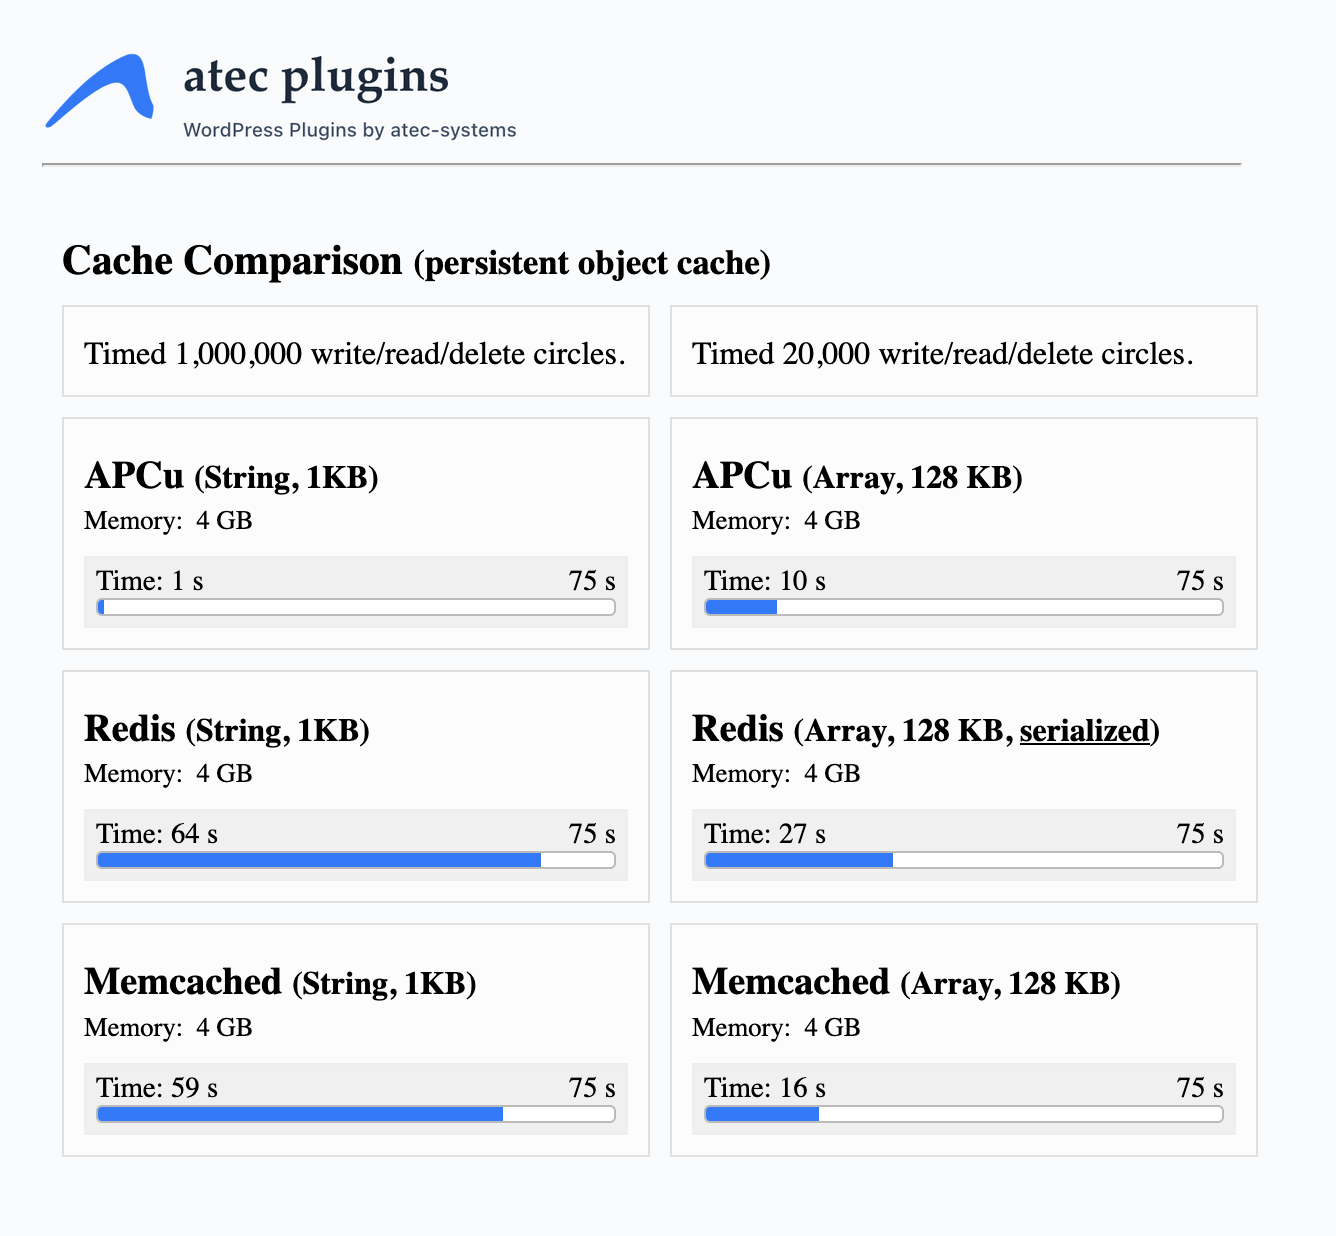 atec plugins
WordPress Plugins by atec-systems
Cache Comparison (persistent object cache)
Timed 1,000,000 write/read/delete circles.
Timed 20,000 write/read/delete circles.
APCu (String, 1KB)
Memory: 4 GB
Time: 1 s 75 s
APCu (Array, 128 KB)
Memory: 4 GB
Time: 10 s 75 s
Redis (String, 1KB)
Memory: 4 GB
Time: 64 s 75 s
Redis (Array, 128 KB, serialized)
Memory: 4 GB
Time: 27 s 75 s
Memcached (String, 1KB)
Memory: 4 GB
Time: 59 s 75 s
Memcached (Array, 128 KB)
Memory: 4 GB
Time: 16 s 75 s